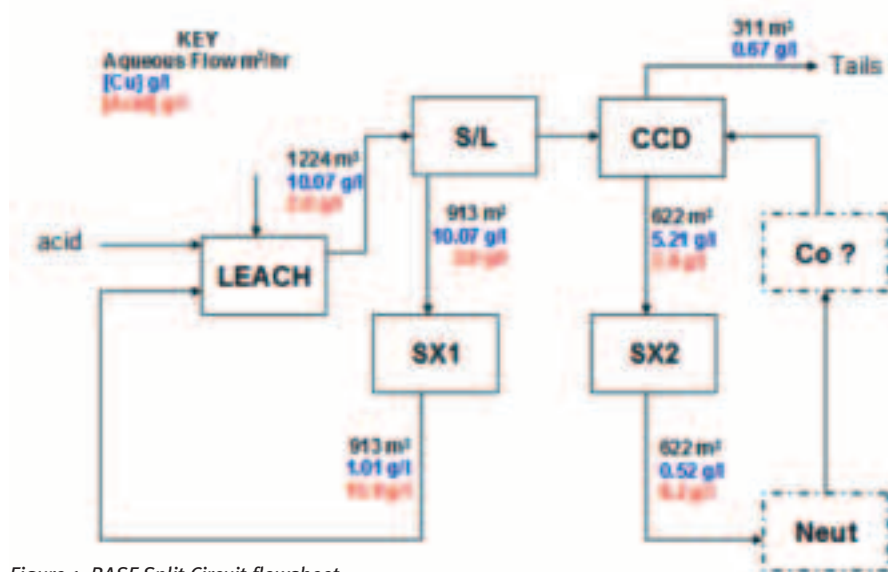 KEY
Aqueous Flow m³/hr
[Cu] g/l
[Acid] g/l
311 m³
0.67 g/l
Tails
S/L
CCD
1224 m³
10.07 g/l
acid
LEACH
913 m³
10.07 g/l
622 m³
5.21 g/l
Co ?
SX1
SX2
913 m³
1.01 g/l
622 m³
0.52 g/l
Neut
BASF Split Circuit flowsheet